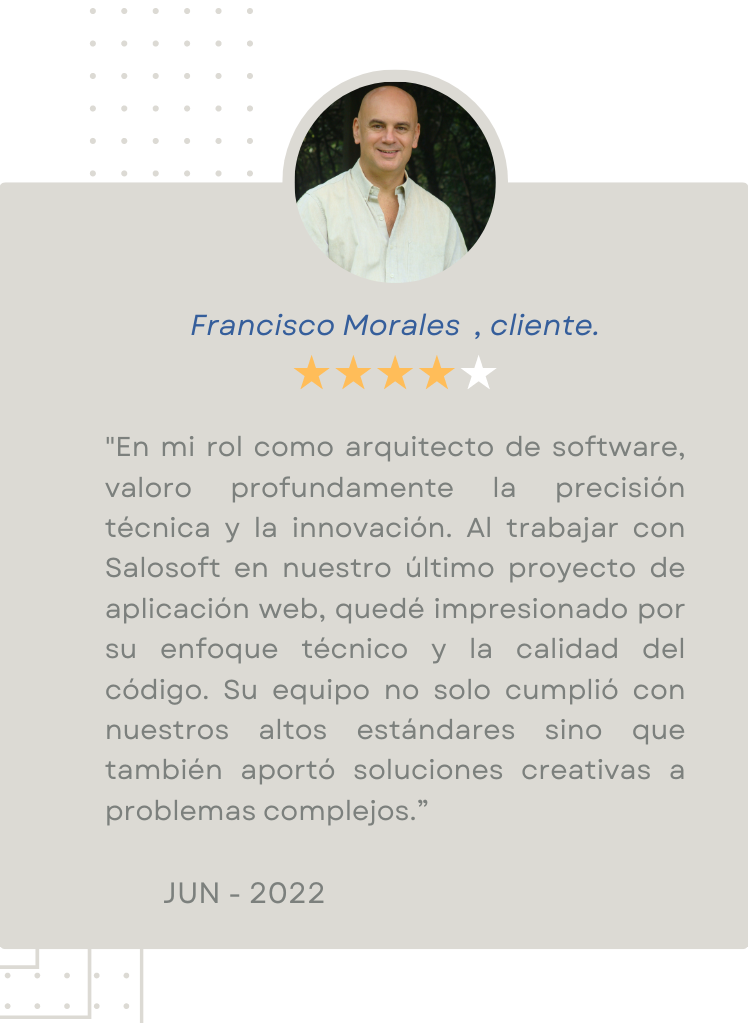 Francisco Morales , cliente.
"En mi rol como arquitecto de software,
valoro profundamente la precisión
técnica y la innovación. Al trabajar con
Salosoft en nuestro último proyecto de
aplicación web, quedé impresionado por
su enfoque técnico y la calidad del
código. Su equipo no solo cumplió con
nuestros altos estándares sino que
también aportó soluciones creativas a
problemas complejos.”
JUN - 2022